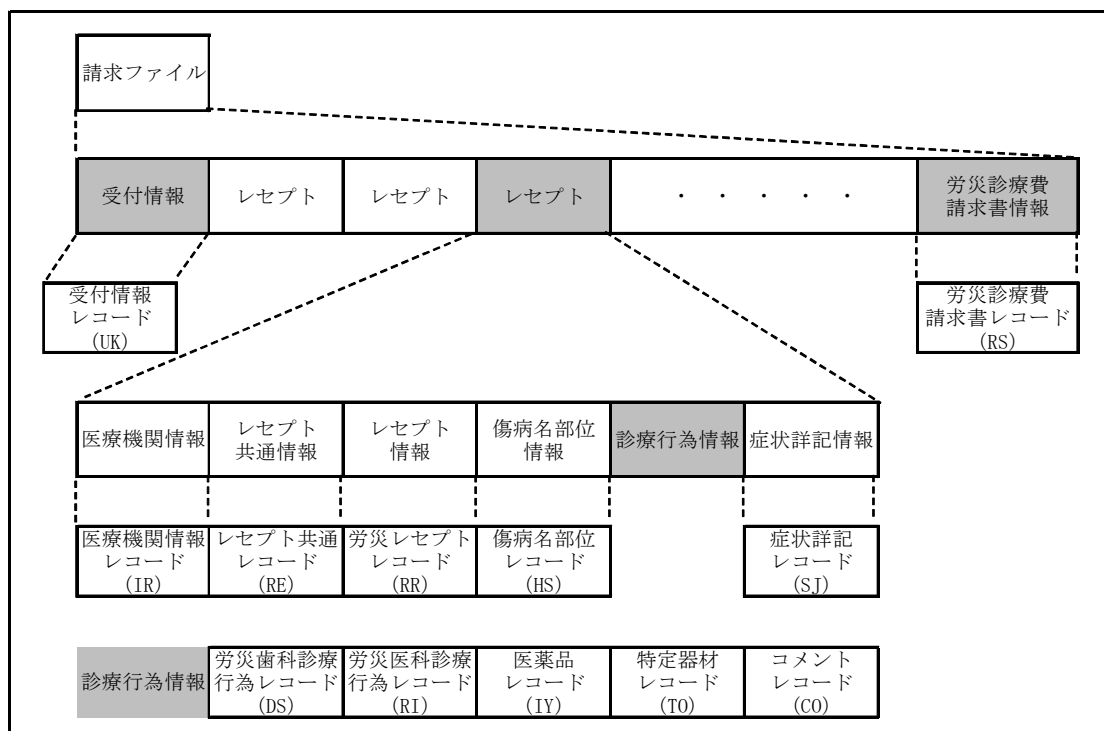 請求ファイル
受付情報
レセプト
レセプト
レセプト
・ ・ ・ ・ ・
労災診療費
請求書情報
受付情報
レコード
(UK)
労災診療費
請求書レコード
(RS)
医療機関情報
レセプト
共通情報
レセプト
情報
傷病名部位
情報
診療行為情報
症状詳記情報
医療機関情報
レコード
(IR)
レセプト共通
レコード
(RE)
労災レセプト
レコード
(RR)
傷病名部位
レコード
(HS)
症状詳記
レコード
(SJ)
診療行為情報
労災歯科診療
行為レコード
(DS)
労災医科診療
行為レコード
(RI)
医薬品
レコード
(IY)
特定器材
レコード
(TO)
コメント
レコード
(CO)